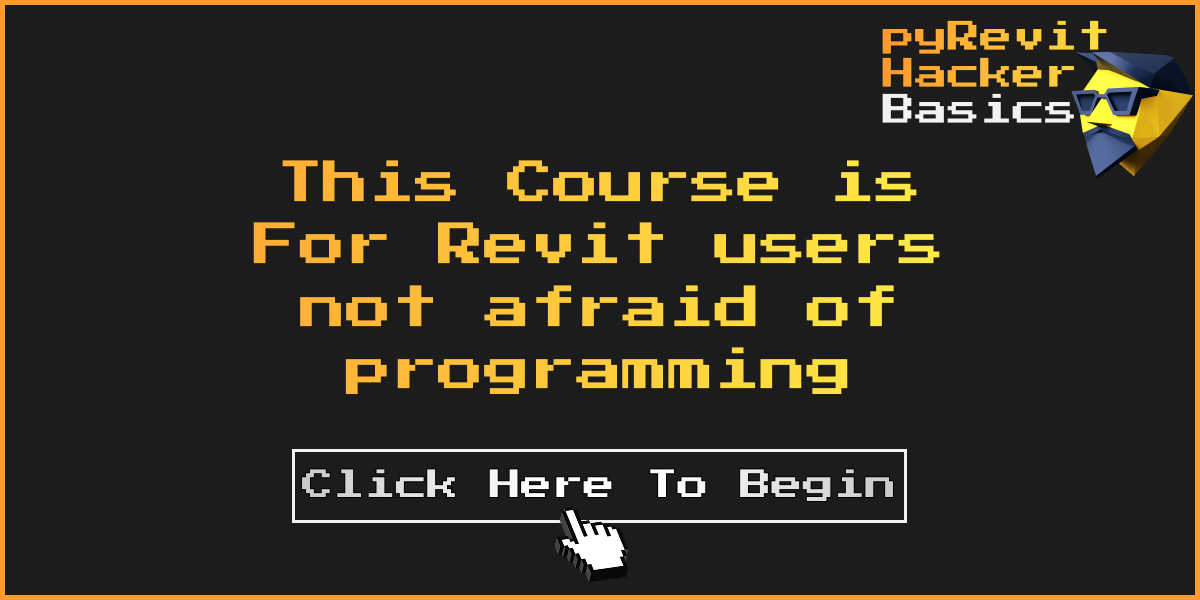 pyRevit
Hacker
Basics
This Course is
For Revit users
not afraid of
programming
Click Here To Begin